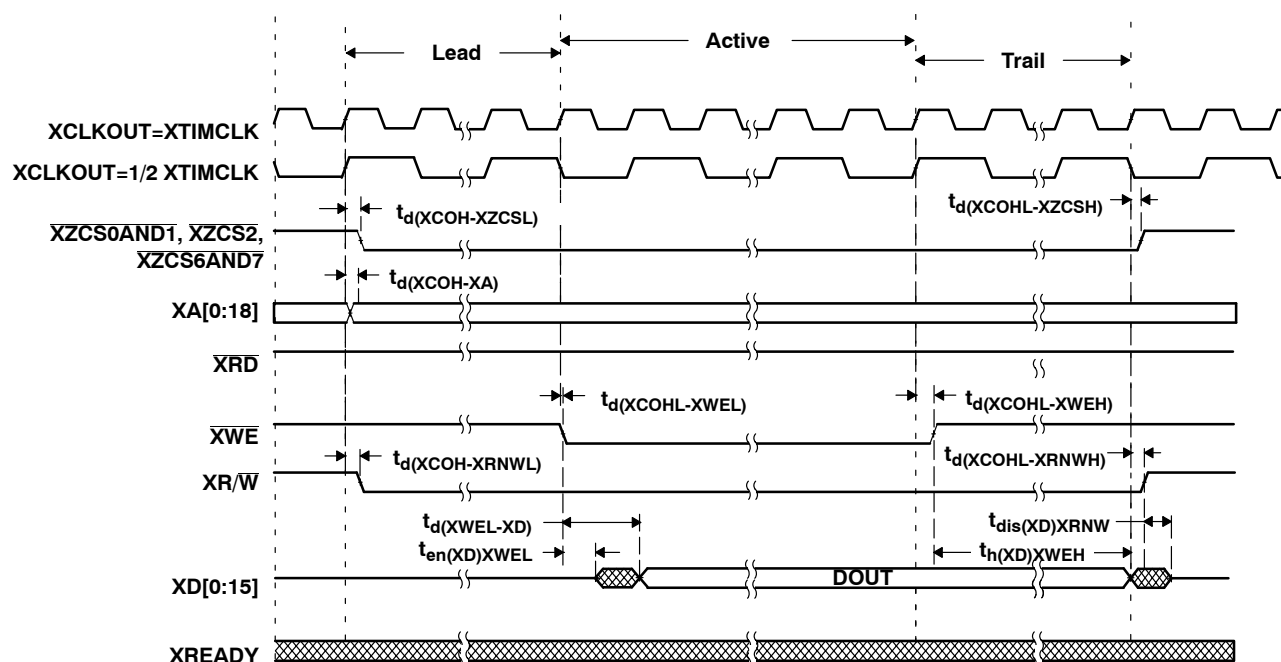 Lead
Active
Trail
XCLKOUT=XTIMCLK
XCLKOUT=1/2 XTIMCLK
td(XCOH-XZCSL)
td(XCOHL-XZCSH)
XZCS0AND1, XZCS2,
XZCS6AND7
td(XCOH-XA)
XA[0:18]
XRD
td(XCOHL-XWEL)
td(XCOHL-XWEH)
XWE
td(XCOH-XRNWL)
td(XCOHL-XRNWH)
XR/W
td(XWEL-XD)
tdis(XD)XRNW
ten(XD)XWEL
th(XD)XWEH
DOUT
XD[0:15]
XREADY